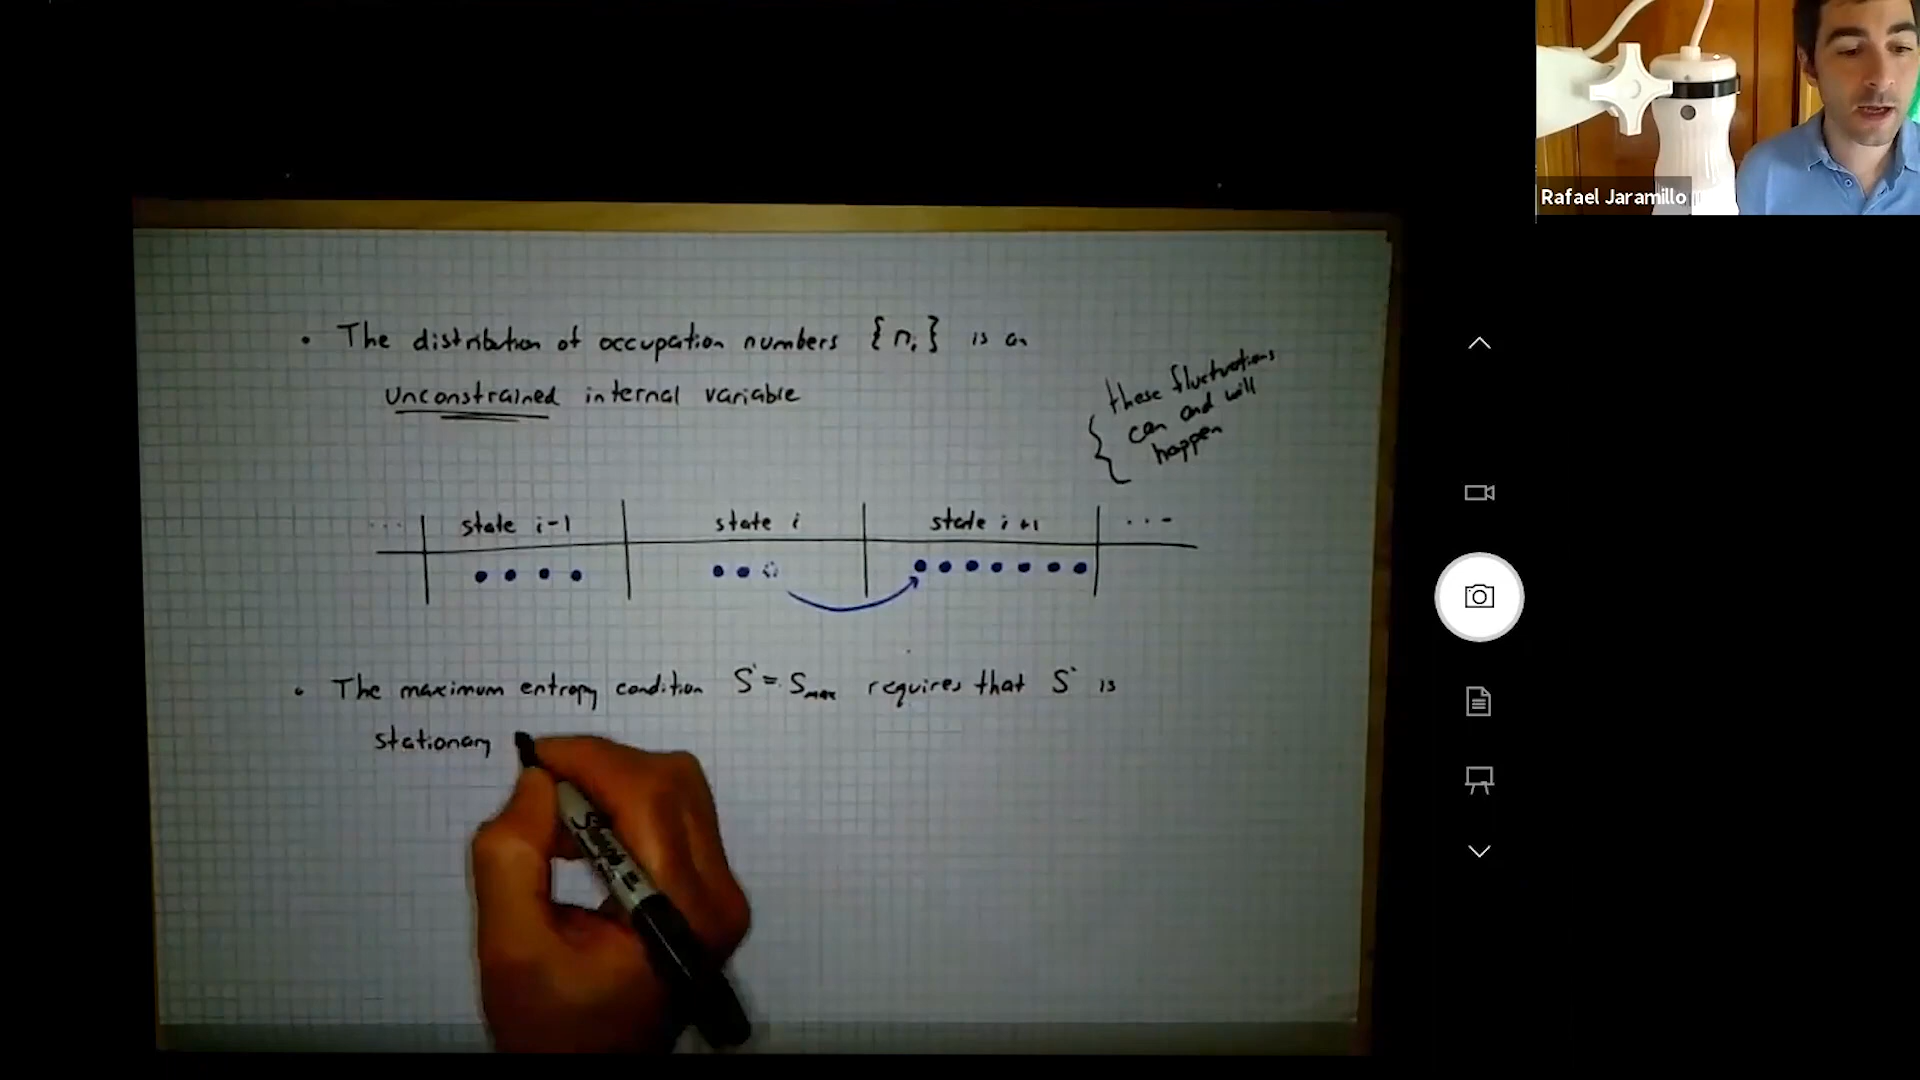 Rafael Jaramillo
• The distribution of occupation numbers {nᵢ} is an
unconstrained internal variable
these fluctuations
can and will
happen
... state i-1 state i state i+1 ...
• The maximum entropy condition S = Smax requires that S is
stationary